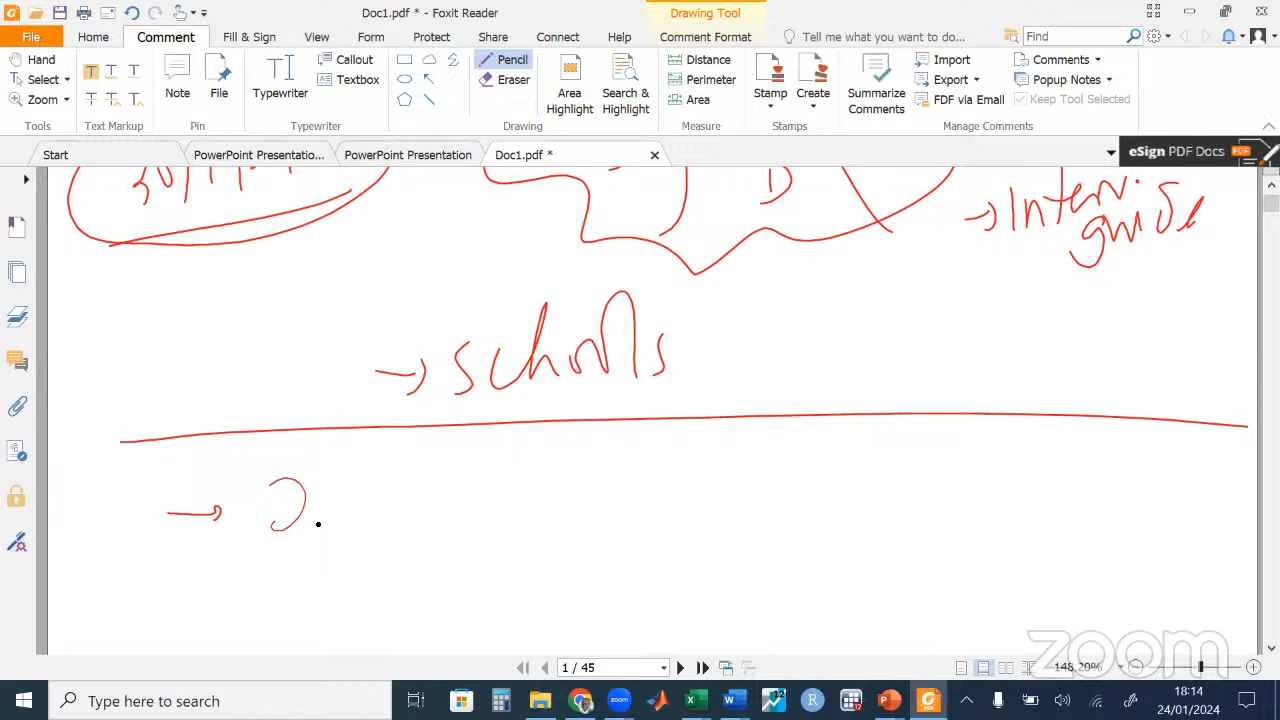 Doc1.pdf * - Foxit Reader
Drawing Tool
File Home Comment Fill & Sign View Form Protect Share Connect Help Comment Format Tell me what you want to do... Find
Hand
Select
Zoom
Tools
Text Markup
Note
File
Pin
Typewriter
Callout
Textbox
Typewriter
Pencil
Eraser
Area Highlight
Search & Highlight
Drawing
Distance
Perimeter
Area
Measure
Stamp
Create
Stamps
Summarize Comments
Import
Export
FDF via Email
Comments
Popup Notes
Keep Tool Selected
Manage Comments
Start PowerPoint Presentatio... PowerPoint Presentation Doc1.pdf * eSign PDF Docs
D
→ Interv.
guide
→ schools
→
zoom
1 / 45 148.20%
Type here to search
18:14
24/01/2024